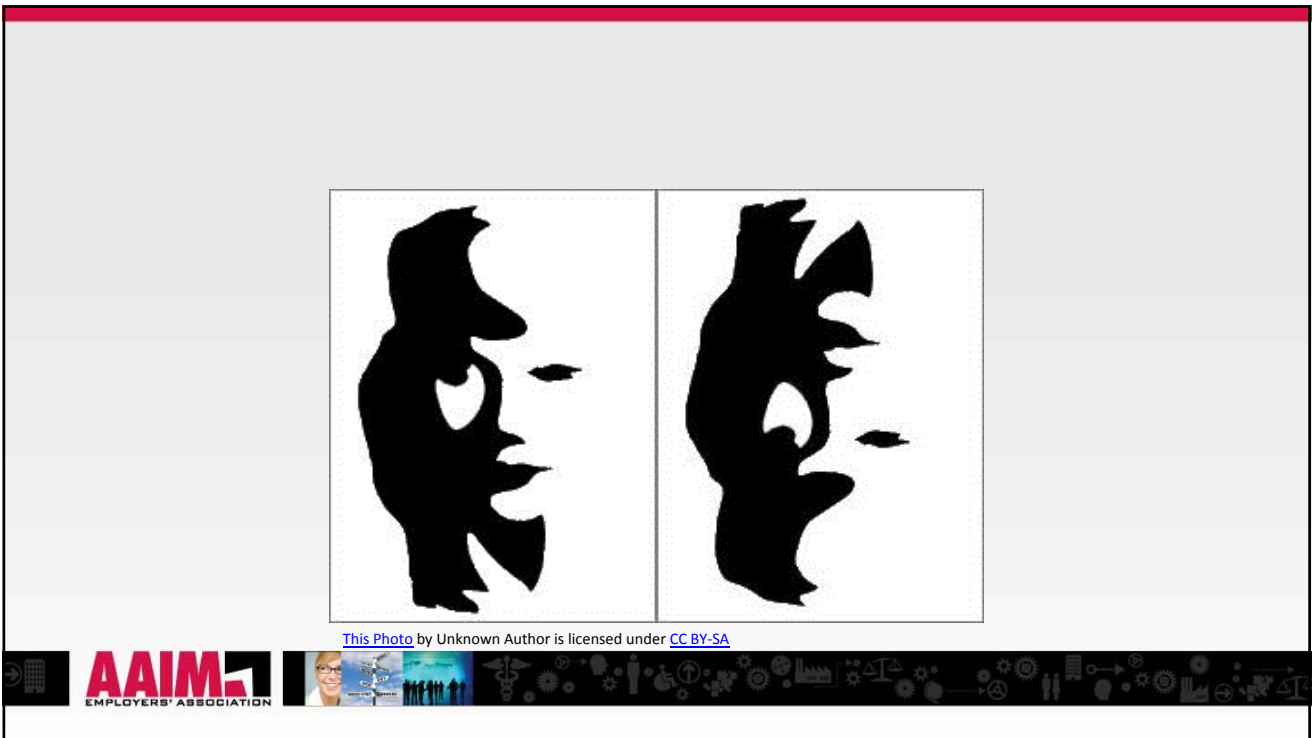 This Photo by Unknown Author is licensed under CC BY-SA
AAIM
EMPLOYERS' ASSOCIATION